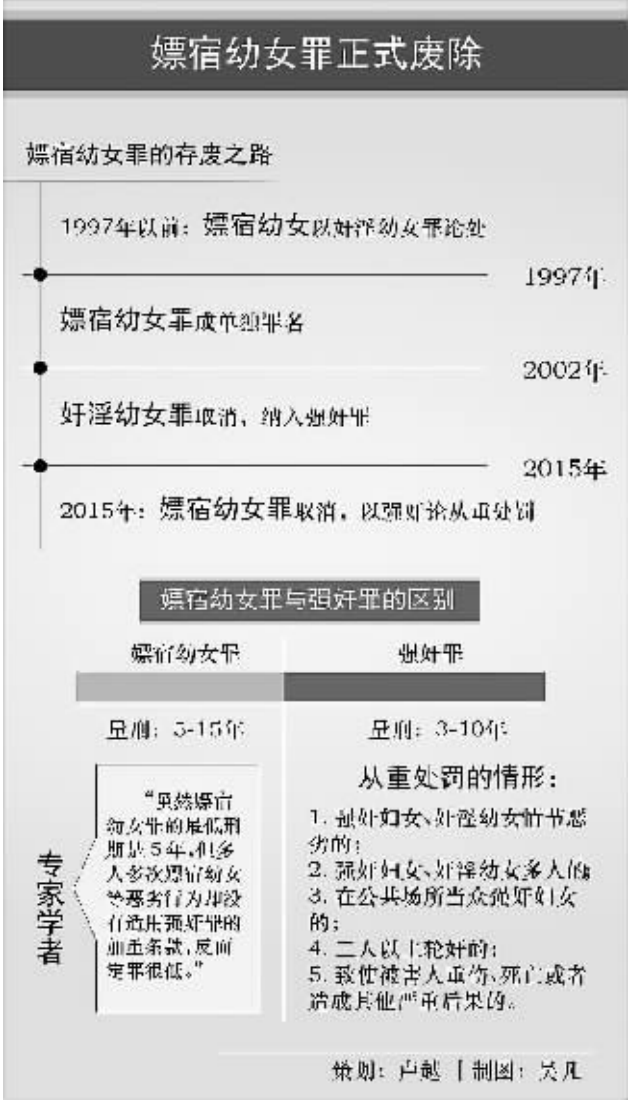 嫖宿幼女罪正式废除
嫖宿幼女罪的存废之路
1997年以前：嫖宿幼女以奸淫幼女罪论处
1997年
嫖宿幼女罪成单独罪名
2002年
奸淫幼女罪取消，纳入强奸罪
2015年
2015年：嫖宿幼女罪取消，以强奸论从重处罚
嫖宿幼女罪与强奸罪的区别
嫖宿幼女罪
强奸罪
量刑：5-15年
量刑：3-10年
专家学者
“虽然嫖宿
幼女罪的最低刑
期是5年，但多
人多次嫖宿幼女
等恶劣行为却没
有适用强奸罪的
加重条款，反而
定罪很低。”
从重处罚的情形：
1. 强奸妇女、奸淫幼女情节恶
劣的；
2. 强奸妇女、奸淫幼女多人的
3. 在公共场所当众强奸妇女
的；
4. 二人以上轮奸的；
5. 致使被害人重伤、死亡或者
造成其他严重后果的。
策划：卢越 | 制图：吴凡